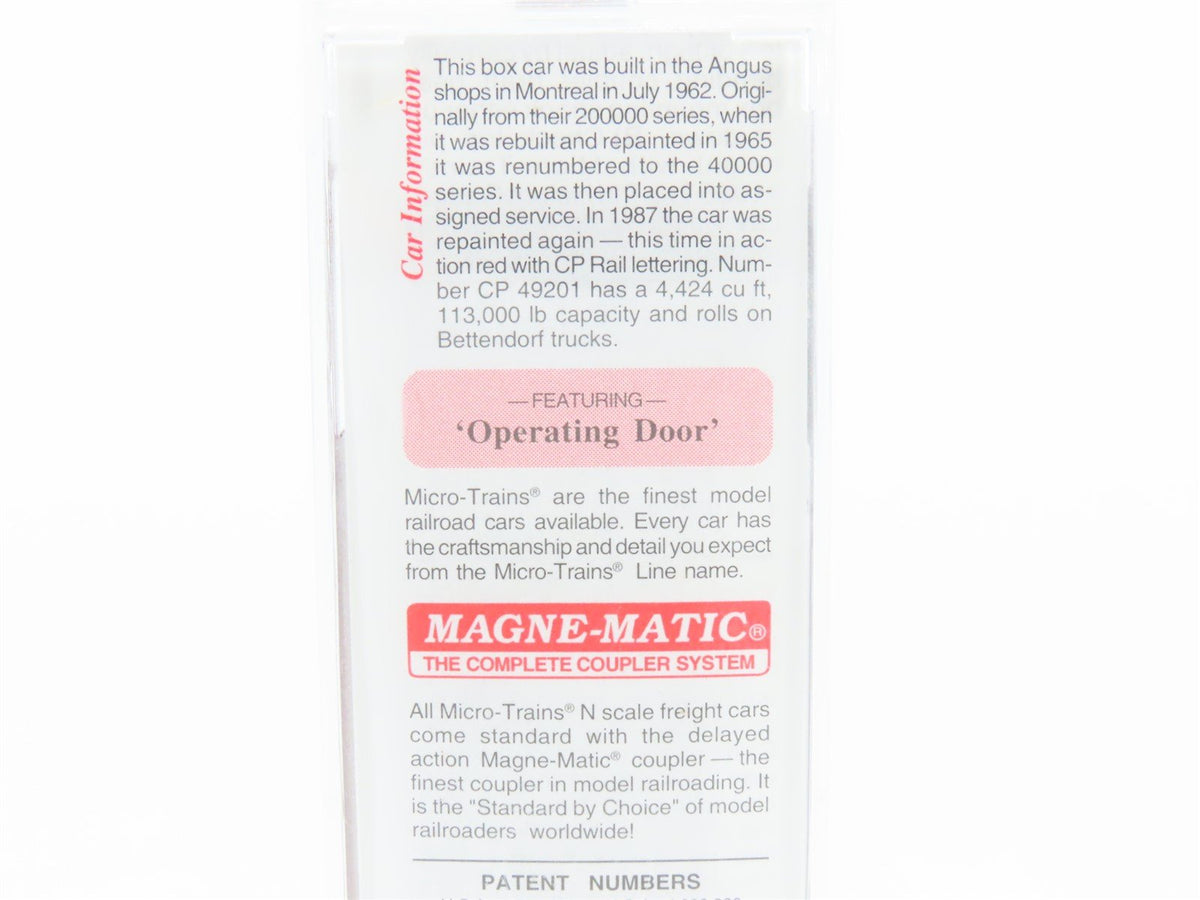 Car Information
This box car was built in the Angus
shops in Montreal in July 1962. Origi-
nally from their 200000 series, when
it was rebuilt and repainted in 1965
it was renumbered to the 40000
series. It was then placed into as-
signed service. In 1987 the car was
repainted again — this time in ac-
tion red with CP Rail lettering. Num-
ber CP 49201 has a 4,424 cu ft,
113,000 lb capacity and rolls on
Bettendorf trucks.
—FEATURING—
‘Operating Door’
Micro-Trains® are the finest model
railroad cars available. Every car has
the craftsmanship and detail you expect
from the Micro-Trains® Line name.
MAGNE-MATIC®
THE COMPLETE COUPLER SYSTEM
All Micro-Trains® N scale freight cars
come standard with the delayed
action Magne-Matic® coupler — the
finest coupler in model railroading. It
is the "Standard by Choice" of model
railroaders worldwide!
PATENT NUMBERS